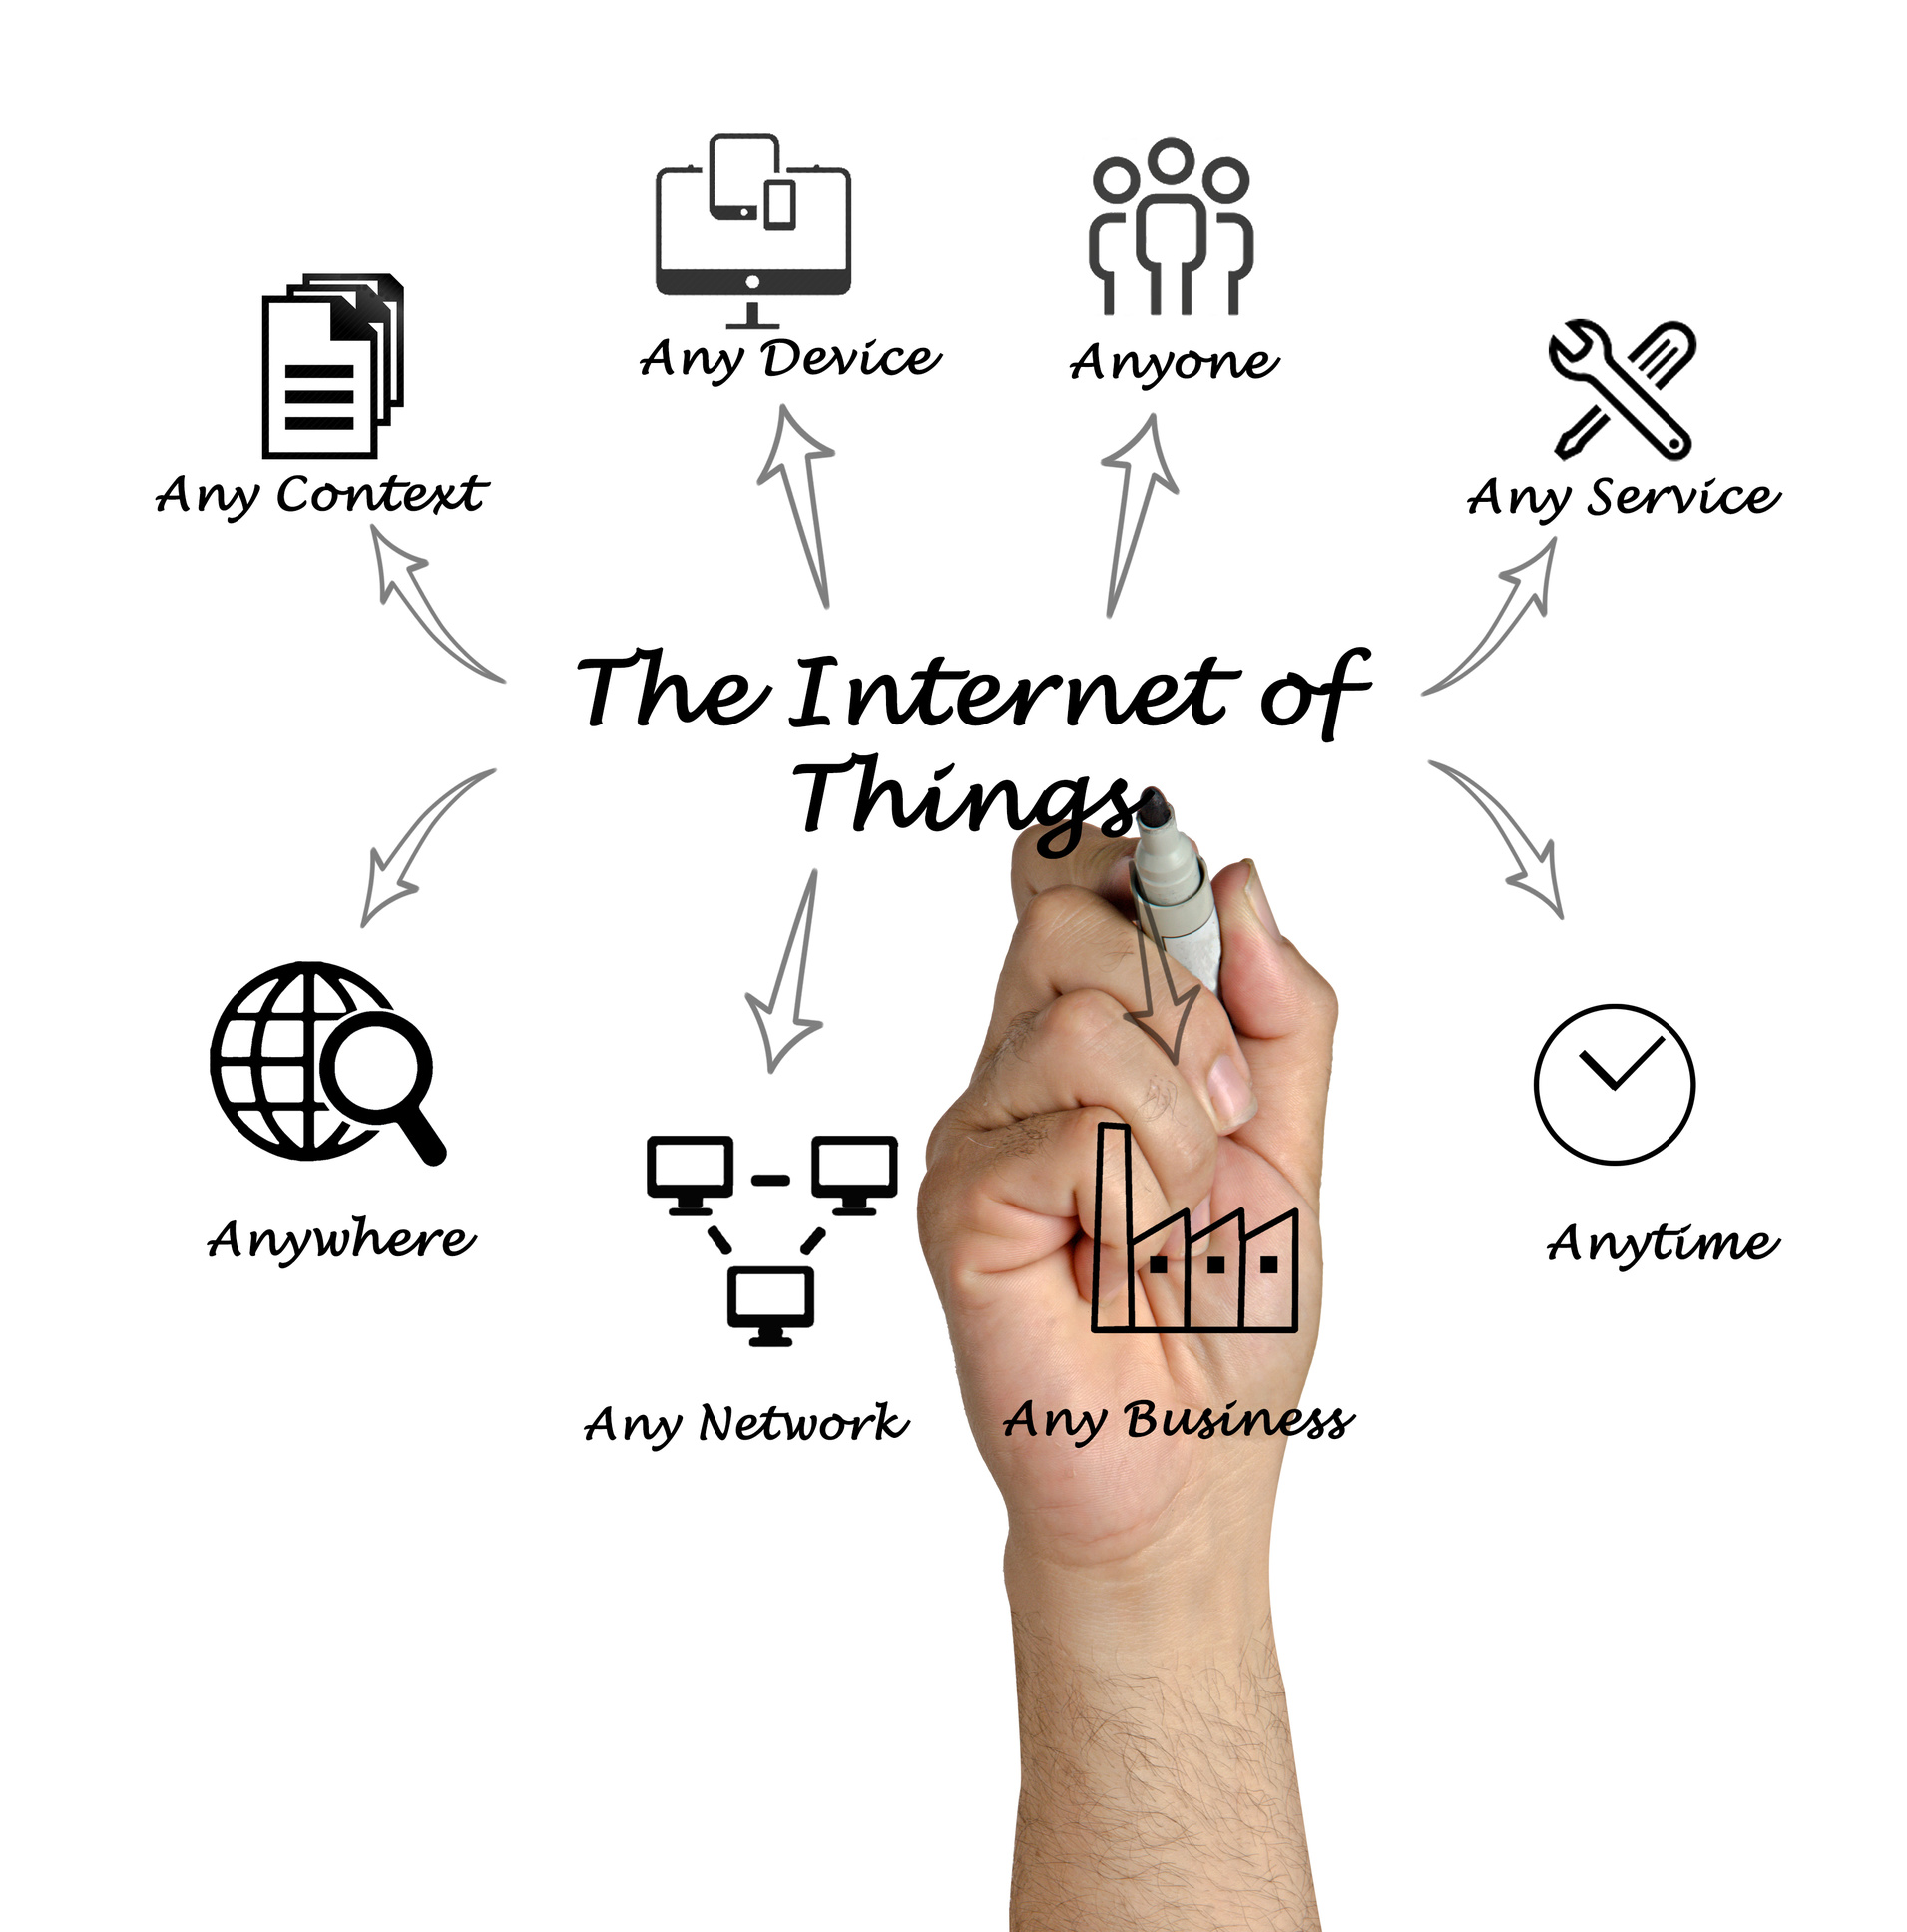 Any Device
Anyone
Any Context
Any Service
The Internet of
Things
Anywhere
Anytime
Any Network
Any Business